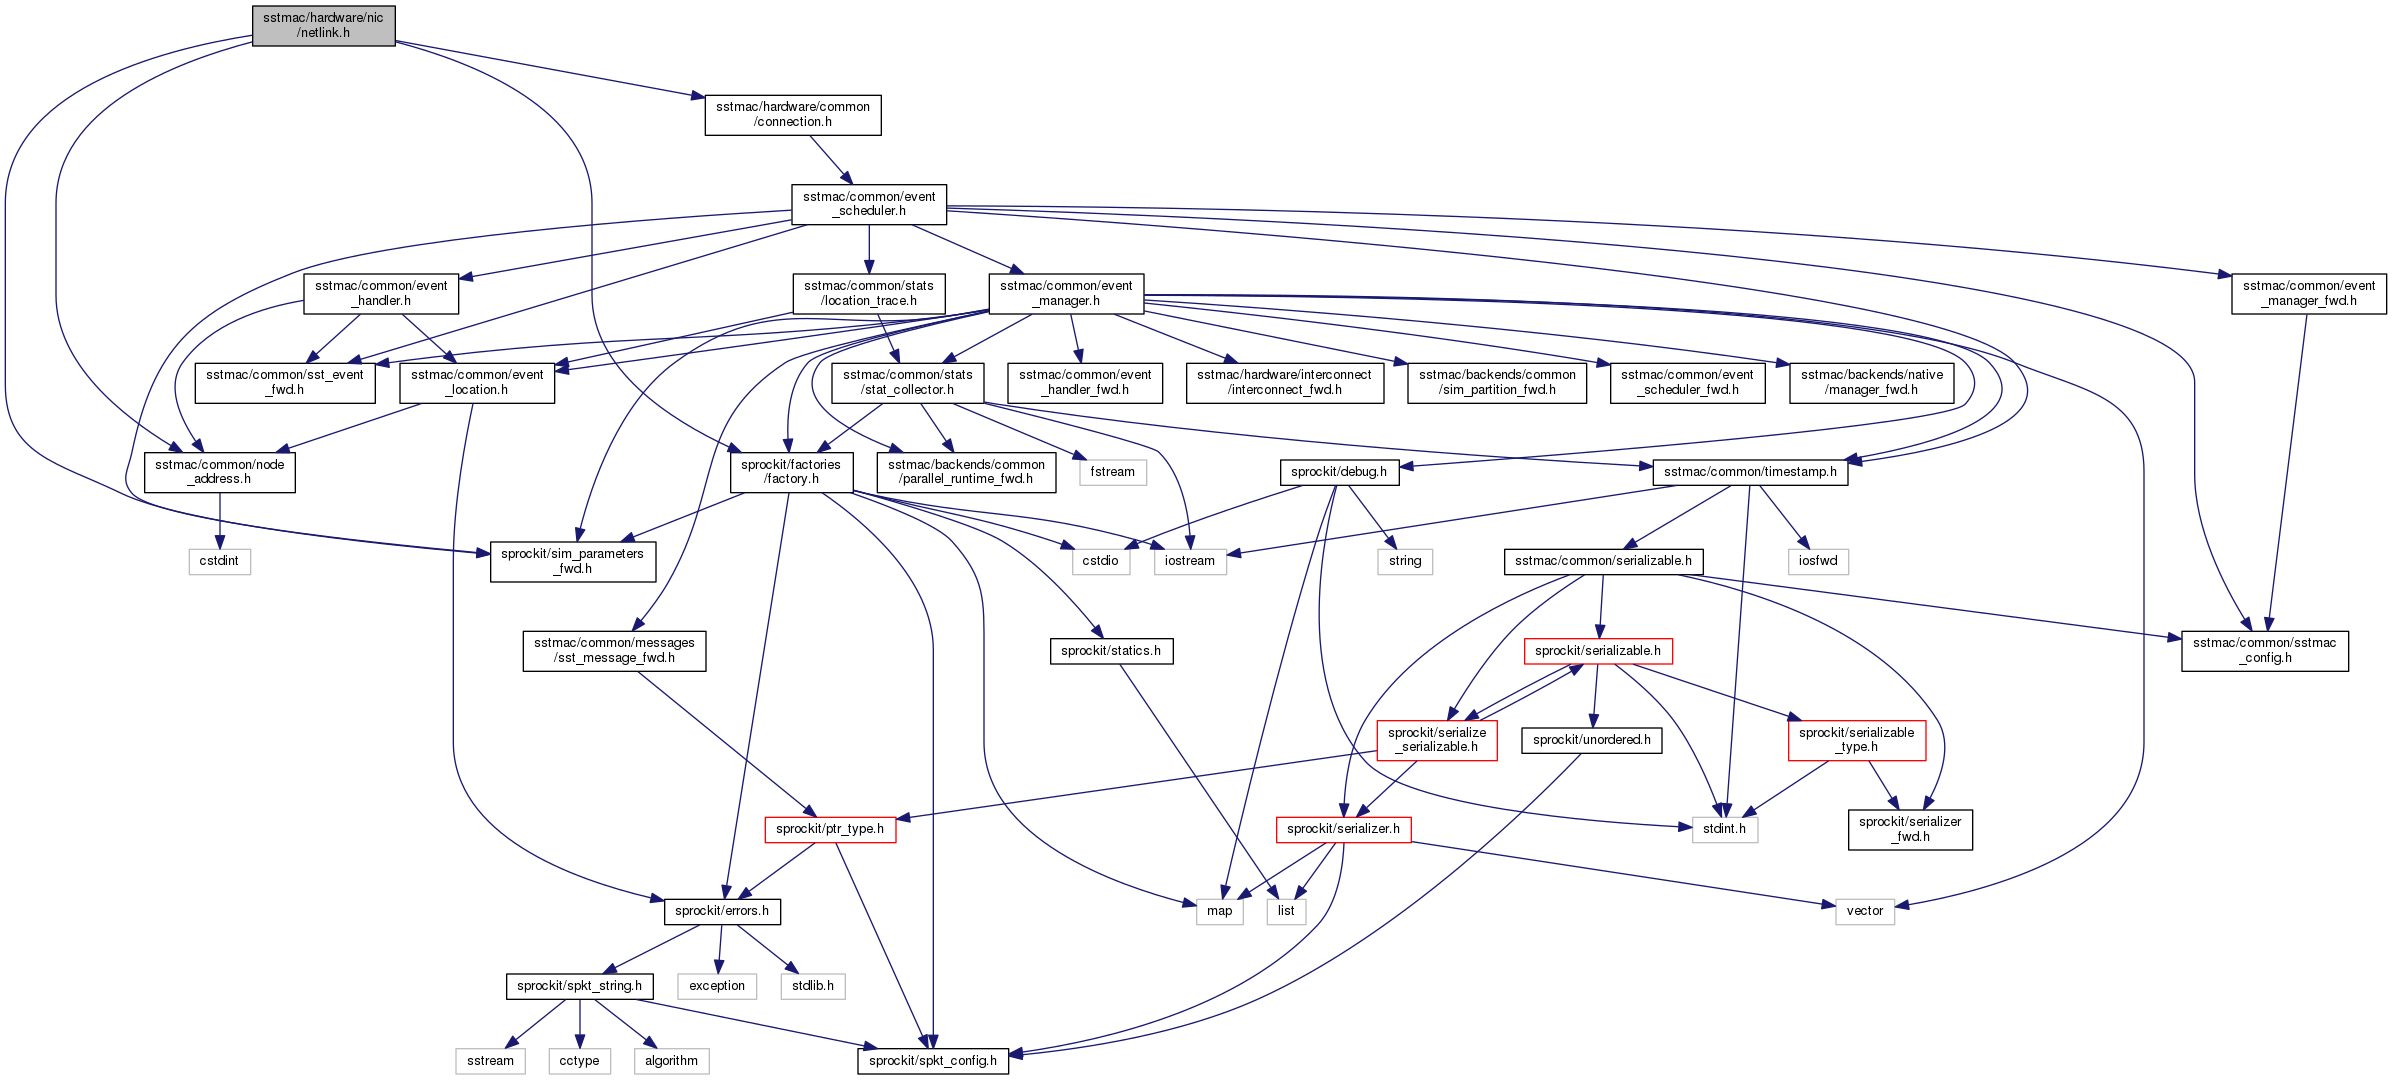 sstmac/hardware/nic
/netlink.h
sstmac/hardware/common
/connection.h
sstmac/common/event
_scheduler.h
sstmac/common/event
_handler.h
sstmac/common/stats
/location_trace.h
sstmac/common/event
_manager.h
sstmac/common/event
_manager_fwd.h
sstmac/common/sst_event
_fwd.h
sstmac/common/event
_location.h
sstmac/common/stats
/stat_collector.h
sstmac/common/event
_handler_fwd.h
sstmac/hardware/interconnect
/interconnect_fwd.h
sstmac/backends/common
/sim_partition_fwd.h
sstmac/common/event
_scheduler_fwd.h
sstmac/backends/native
/manager_fwd.h
sstmac/common/node
_address.h
sprockit/factories
/factory.h
sstmac/backends/common
/parallel_runtime_fwd.h
fstream
sprockit/debug.h
sstmac/common/timestamp.h
cstdint
sprockit/sim_parameters
_fwd.h
cstdio
iostream
string
sstmac/common/serializable.h
iosfwd
sstmac/common/messages
/sst_message_fwd.h
sprockit/statics.h
sprockit/serializable.h
sstmac/common/sstmac
_config.h
sprockit/serialize
_serializable.h
sprockit/unordered.h
sprockit/serializable
_type.h
sprockit/ptr_type.h
sprockit/serializer.h
stdint.h
sprockit/serializer
_fwd.h
sprockit/errors.h
map
list
vector
sprockit/spkt_string.h
exception
stdlib.h
sstream
cctype
algorithm
sprockit/spkt_config.h